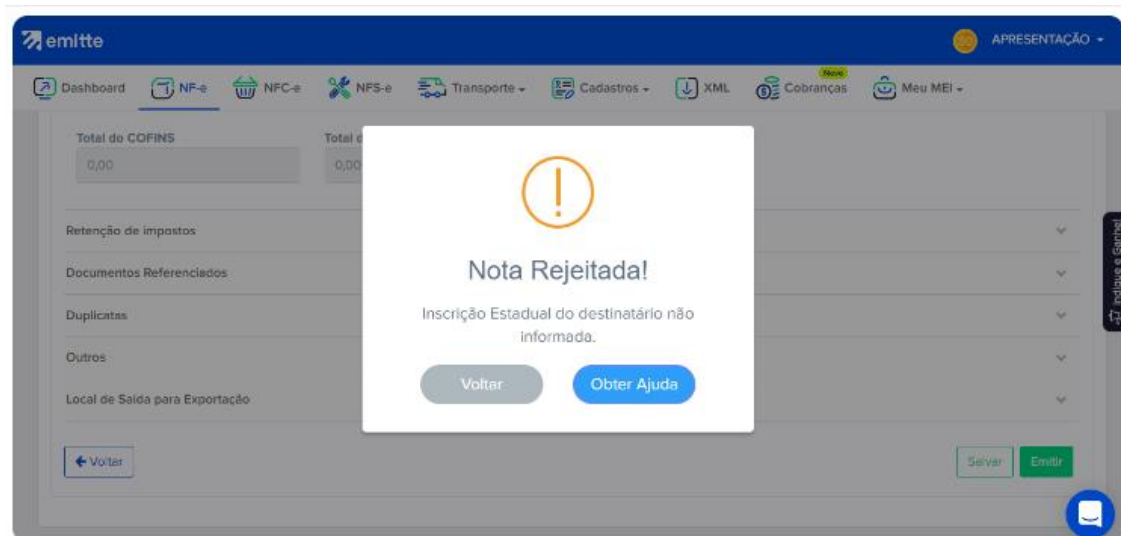 emitte
APRESENTAÇÃO
Novo
Dashboard NF-e NFC-e NFS-e Transporte Cadastros XML Cobranças Meu MEI
Total do COFINS Total d
0,00 0,00
Retenção de impostos
Documentos Referenciados
Duplicatas
Outros
Local de Saída para Exportação
Nota Rejeitada!
Inscrição Estadual do destinatário não
informada.
Voltar Obter Ajuda
Voltar Salvar Emitir
Indique e Ganhe!